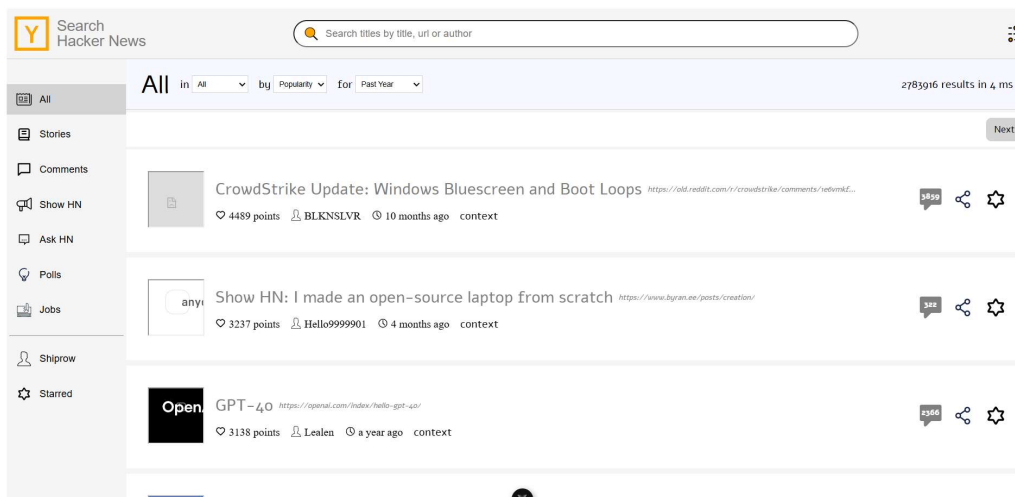 Y
Search
Hacker News
Search titles by title, url or author
All in All by Popularity for Past Year
2783916 results in 4 ms
All
Stories
Comments
Show HN
Ask HN
Polls
Jobs
Shiprow
Starred
Next
CrowdStrike Update: Windows Bluescreen and Boot Loops https://old.reddit.com/r/crowdstrike/comments/1e6vmkf...
4489 points BLKNSLVR 10 months ago context
3859
any
Show HN: I made an open-source laptop from scratch https://www.byran.ee/posts/creation/
3237 points Hello9999901 4 months ago context
322
Open
GPT-4o https://openai.com/index/hello-gpt-4o/
3138 points Lealen a year ago context
2366